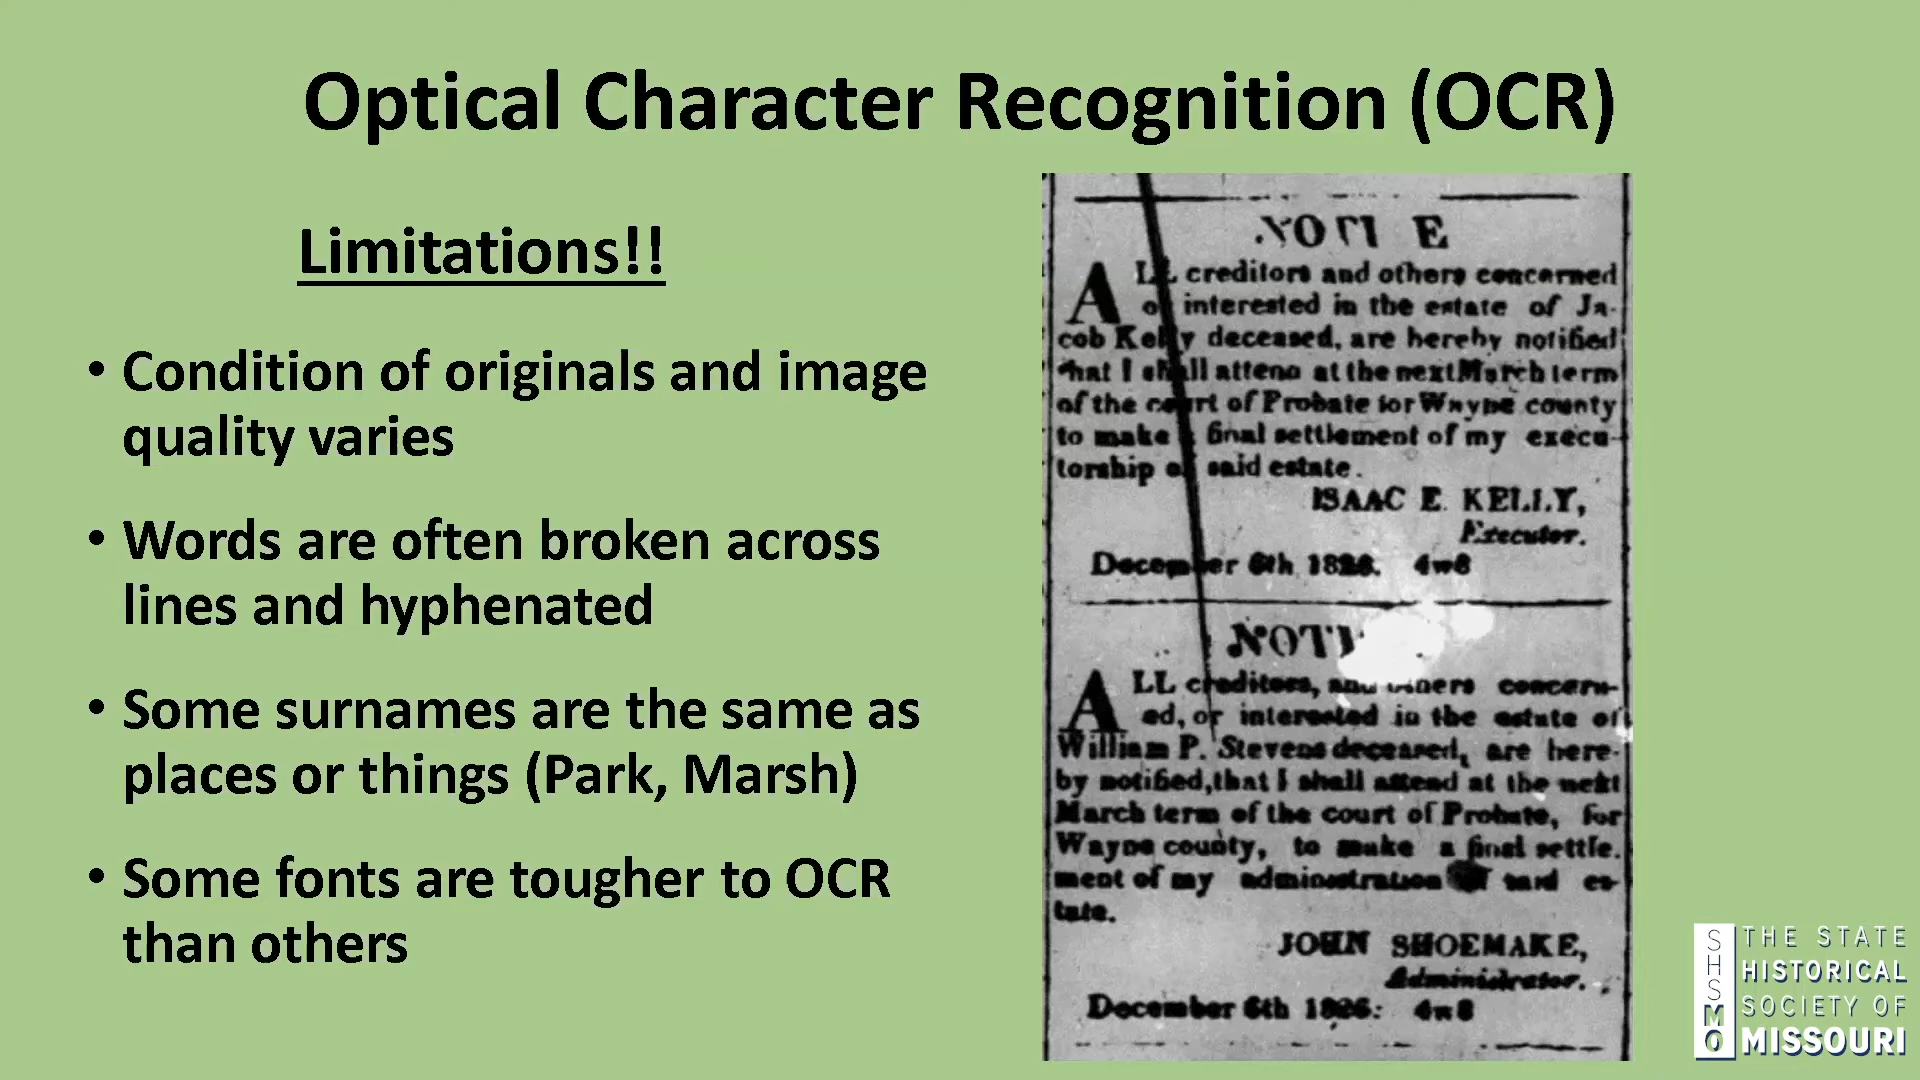 Optical Character Recognition (OCR)
Limitations!!
• Condition of originals and image
quality varies
• Words are often broken across
lines and hyphenated
• Some surnames are the same as
places or things (Park, Marsh)
• Some fonts are tougher to OCR
than others
ALL creditors and others concerned
or interested in the estate of Ja-
cob Kelly deceased, are hereby notified
that I shall attend at the next March term
of the court of Probate for Wayne county
to make a final settlement of my execu-
torship of said estate.
ISAAC E. KELLY,
Executor.
December 6th 1826. 4w8
ALL creditors, and others concern-
ed, or interested in the estate of
William P. Stevens deceased, are here-
by notified, that I shall attend at the next
March term of the court of Probate, for
Wayne county, to make a final settle.
ment of my administration of said es-
tate.
JOHN SHOEMAKE,
Administrator.
December 6th 1826: 4w8
SHSMO
THE STATE
HISTORICAL
SOCIETY OF
MISSOURI